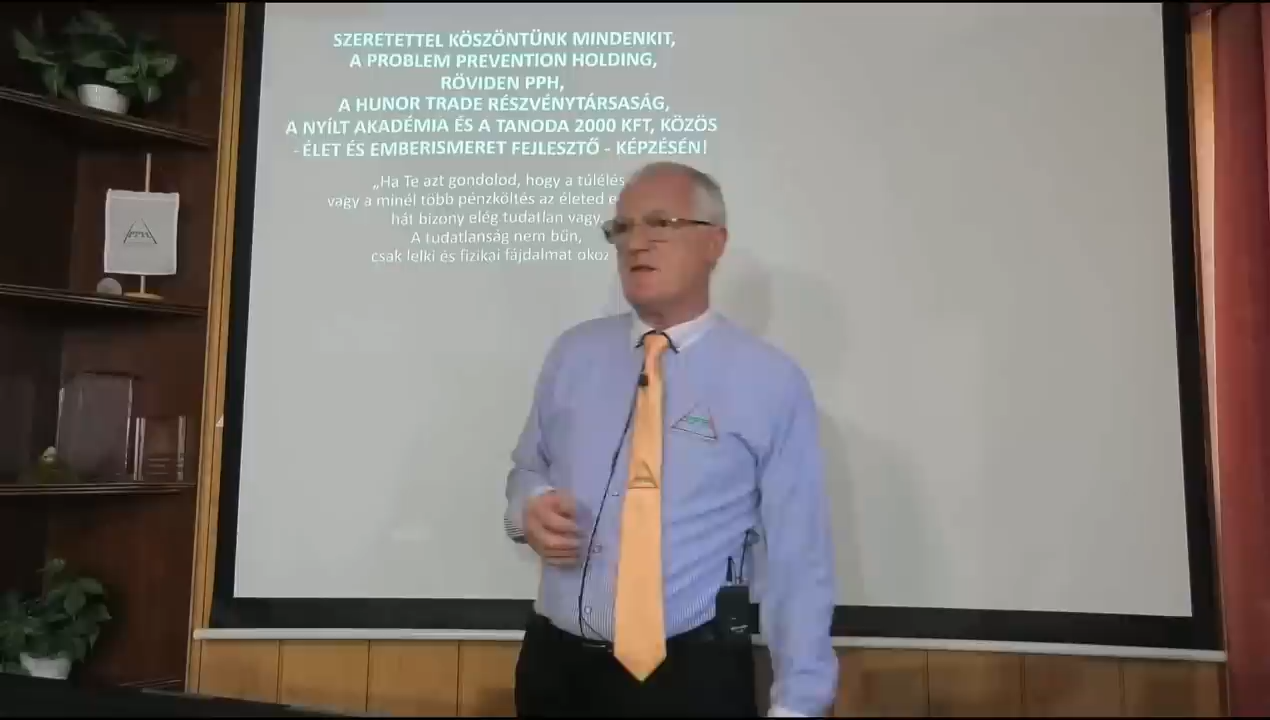 SZERETETTEL KÖSZÖNTÜNK MINDENKIT,
A PROBLEM PREVENTION HOLDING,
RÖVIDEN PPH,
A HUNOR TRADE RÉSZVÉNYTÁRSASÁG,
A NYÍLT AKADÉMIA ÉS A TANODA 2000 KFT, KÖZÖS
- ÉLET ÉS EMBERISMERET FEJLESZTŐ - KÉPZÉSÉN!
„Ha Te azt gondolod, hogy a túlélés
vagy a minél több pénzköltés az életed
hát bizony elég tudatlan vagy.
A tudatlanság nem bűn,
csak lelki és fizikai fájdalmat okoz
PPH